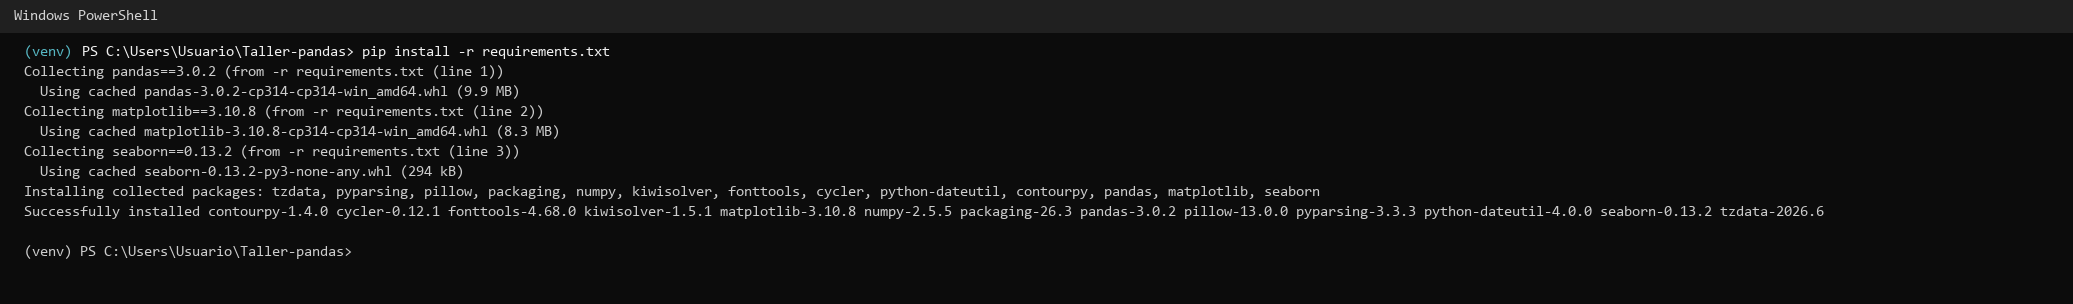 Windows PowerShell
(venv) PS C:\Users\Usuario\Taller-pandas> pip install -r requirements.txt
Collecting pandas==3.0.2 (from -r requirements.txt (line 1))
  Using cached pandas-3.0.2-cp314-cp314-win_amd64.whl (9.9 MB)
Collecting matplotlib==3.10.8 (from -r requirements.txt (line 2))
  Using cached matplotlib-3.10.8-cp314-cp314-win_amd64.whl (8.3 MB)
Collecting seaborn==0.13.2 (from -r requirements.txt (line 3))
  Using cached seaborn-0.13.2-py3-none-any.whl (294 kB)
Installing collected packages: tzdata, pyparsing, pillow, packaging, numpy, kiwisolver, fonttools, cycler, python-dateutil, contourpy, pandas, matplotlib, seaborn
Successfully installed contourpy-1.4.0 cycler-0.12.1 fonttools-4.68.0 kiwisolver-1.5.1 matplotlib-3.10.8 numpy-2.5.5 packaging-26.3 pandas-3.0.2 pillow-13.0.0 pyparsing-3.3.3 python-dateutil-4.0.0 seaborn-0.13.2 tzdata-2026.6
(venv) PS C:\Users\Usuario\Taller-pandas>